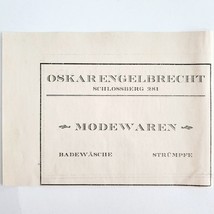 OSKAR ENGELBRECHT
SCHLOSSBERG 381
MODEWAREN
BADEWÄSCHE STRÜMPFE